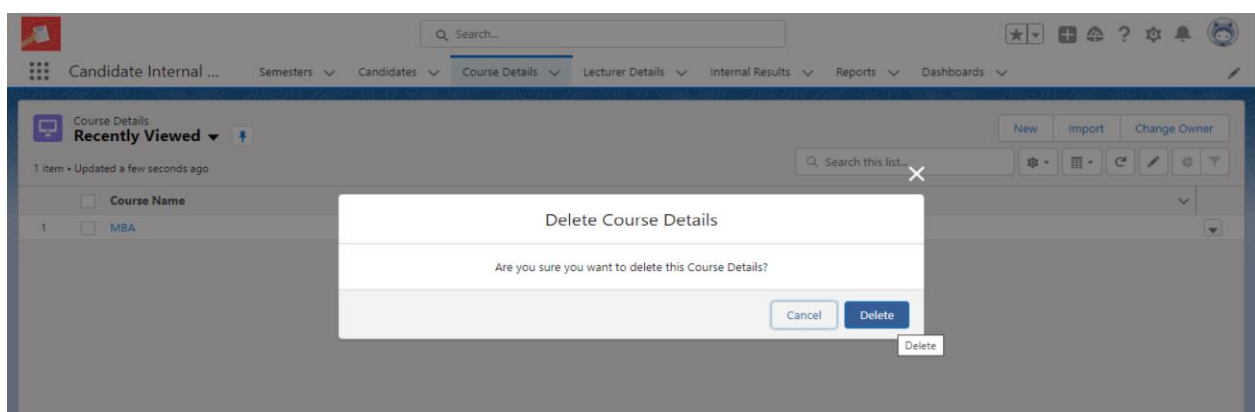 Search...
Candidate Internal ... Semesters Candidates Course Details Lecturer Details Internal Results Reports Dashboards
Course Details
Recently Viewed
New Import Change Owner
1 item • Updated a few seconds ago
Search this list...
Course Name
1 MBA
Delete Course Details
Are you sure you want to delete this Course Details?
Cancel Delete
Delete